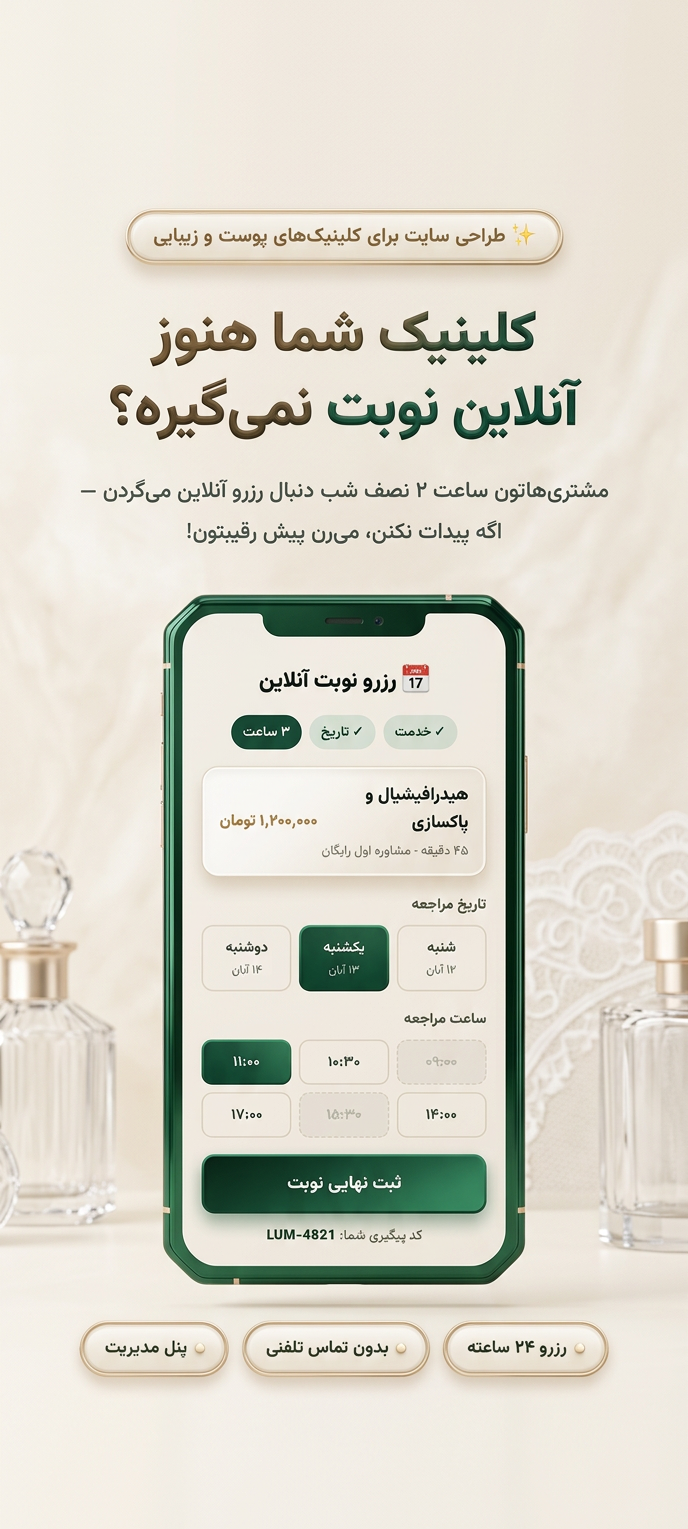 ✨ طراحی سایت برای کلینیک‌های پوست و زیبایی
کلینیک شما هنوز
آنلاین نوبت نمی‌گیره؟
مشتری‌هاتون ساعت ۲ نصف شب دنبال رزرو آنلاین می‌گردن —
اگه پیدات نکنن، می‌رن پیش رقیبتون!
📅 رزرو نوبت آنلاین
✓ خدمت
✓ تاریخ
۳ ساعت
هیدرافیشیال و
پاکسازی
۱,۲۰۰,۰۰۰ تومان
۴۵ دقیقه - مشاوره اول رایگان
تاریخ مراجعه
شنبه
۱۲ آبان
یکشنبه
۱۳ آبان
دوشنبه
۱۴ آبان
ساعت مراجعه
۰۹:۰۰
۱۰:۳۰
۱۱:۰۰
۱۴:۰۰
۱۵:۳۰
۱۷:۰۰
ثبت نهایی نوبت
کد پیگیری شما: LUM-4821
رزرو ۲۴ ساعته
بدون تماس تلفنی
پنل مدیریت